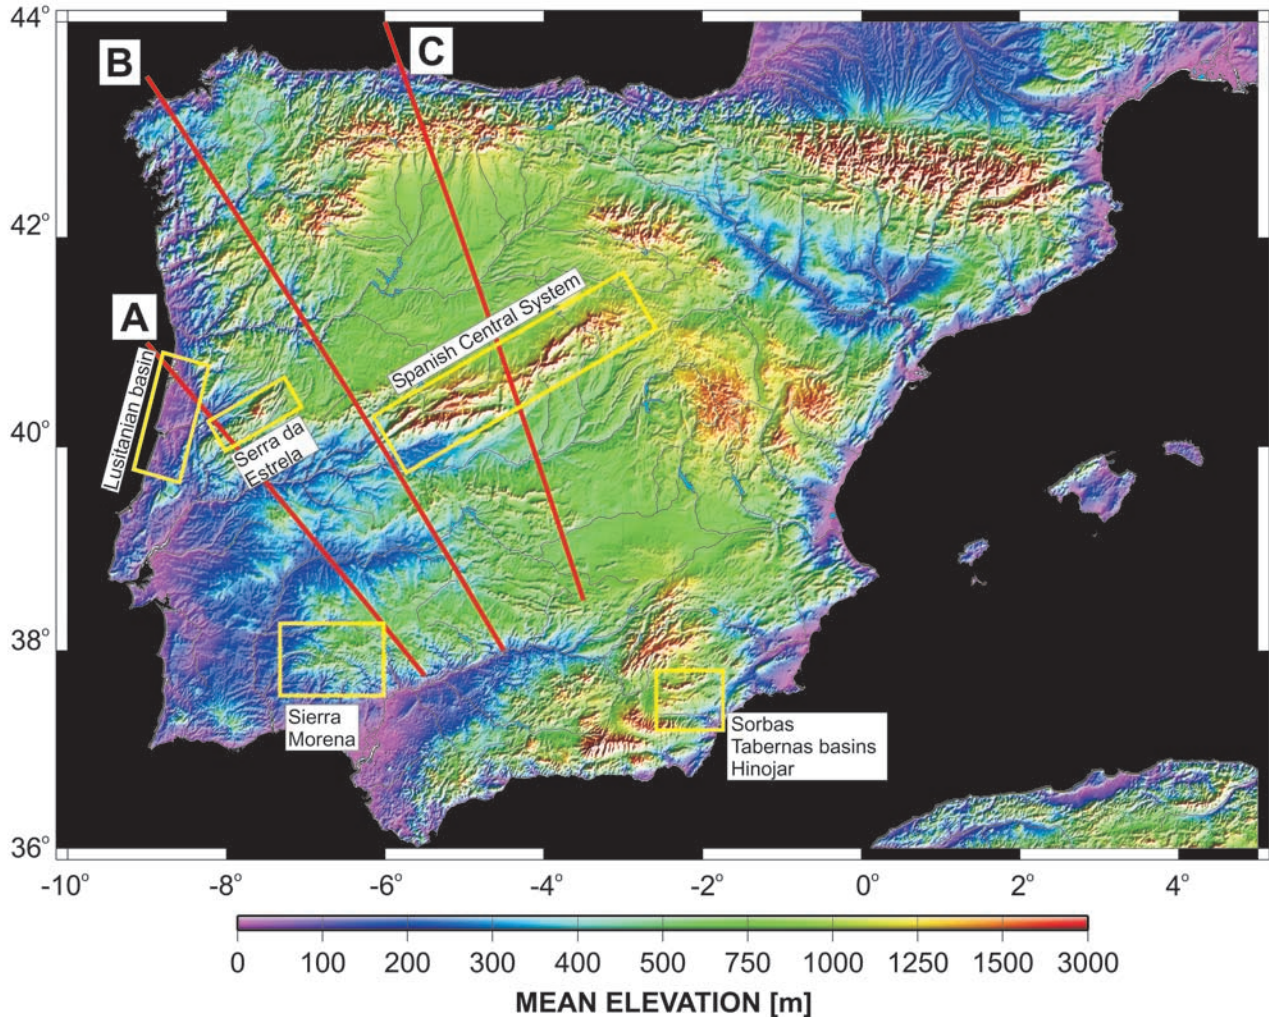 44°
B
C
42°
A
Spanish Central System
Lusitanian basin
40°
Serra da
Estrela
38°
Sierra
Morena
Sorbas
Tabernas basins
Hinojar
36°
-10° -8° -6° -4° -2° 0° 2° 4°
0 100 200 300 400 500 750 1000 1250 1500 3000
MEAN ELEVATION [m]